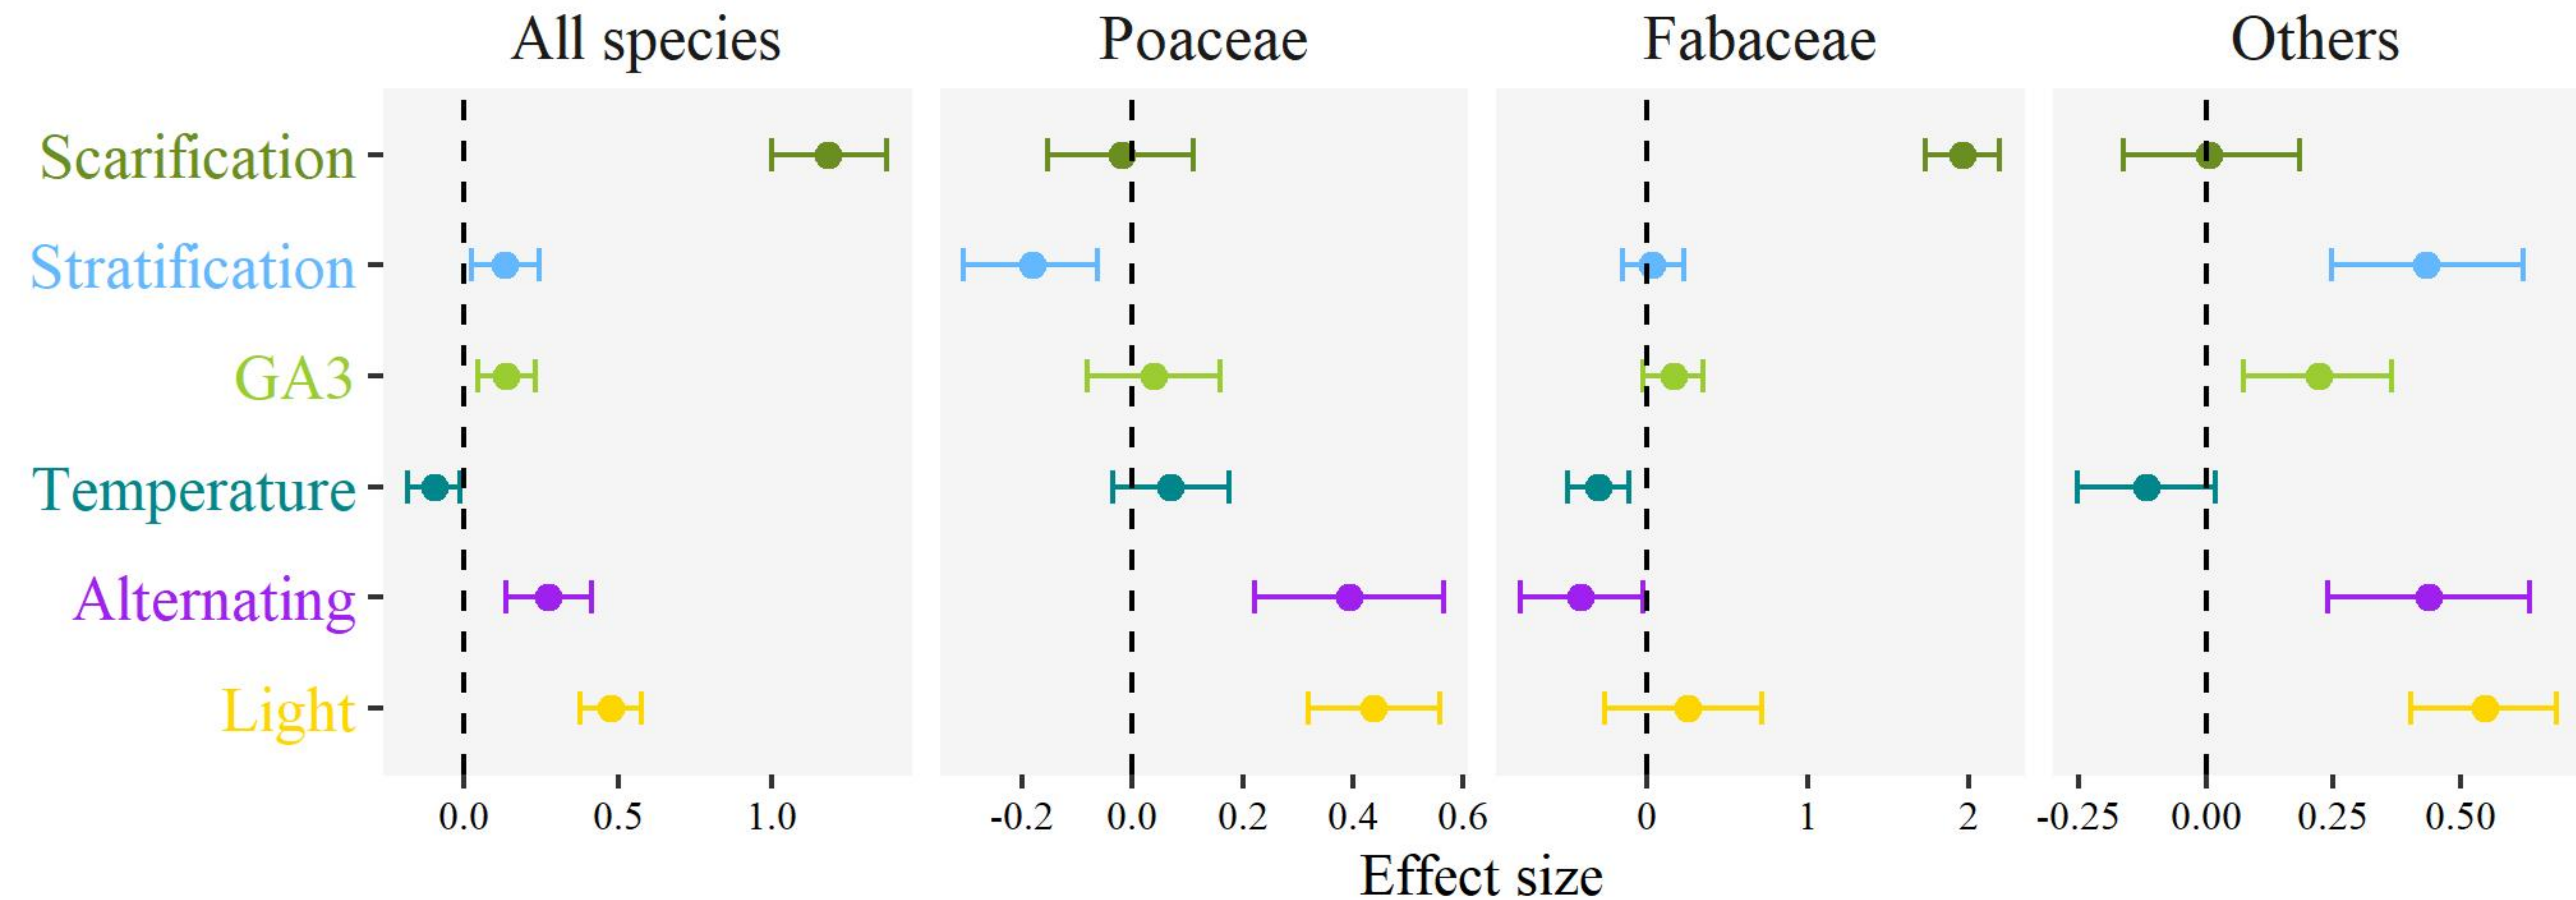 All species Poaceae Fabaceae Others
Scarification
Stratification
GA3
Temperature
Alternating
Light
0.0 0.5 1.0 -0.2 0.0 0.2 0.4 0.6 0 1 2 -0.25 0.00 0.25 0.50
Effect size